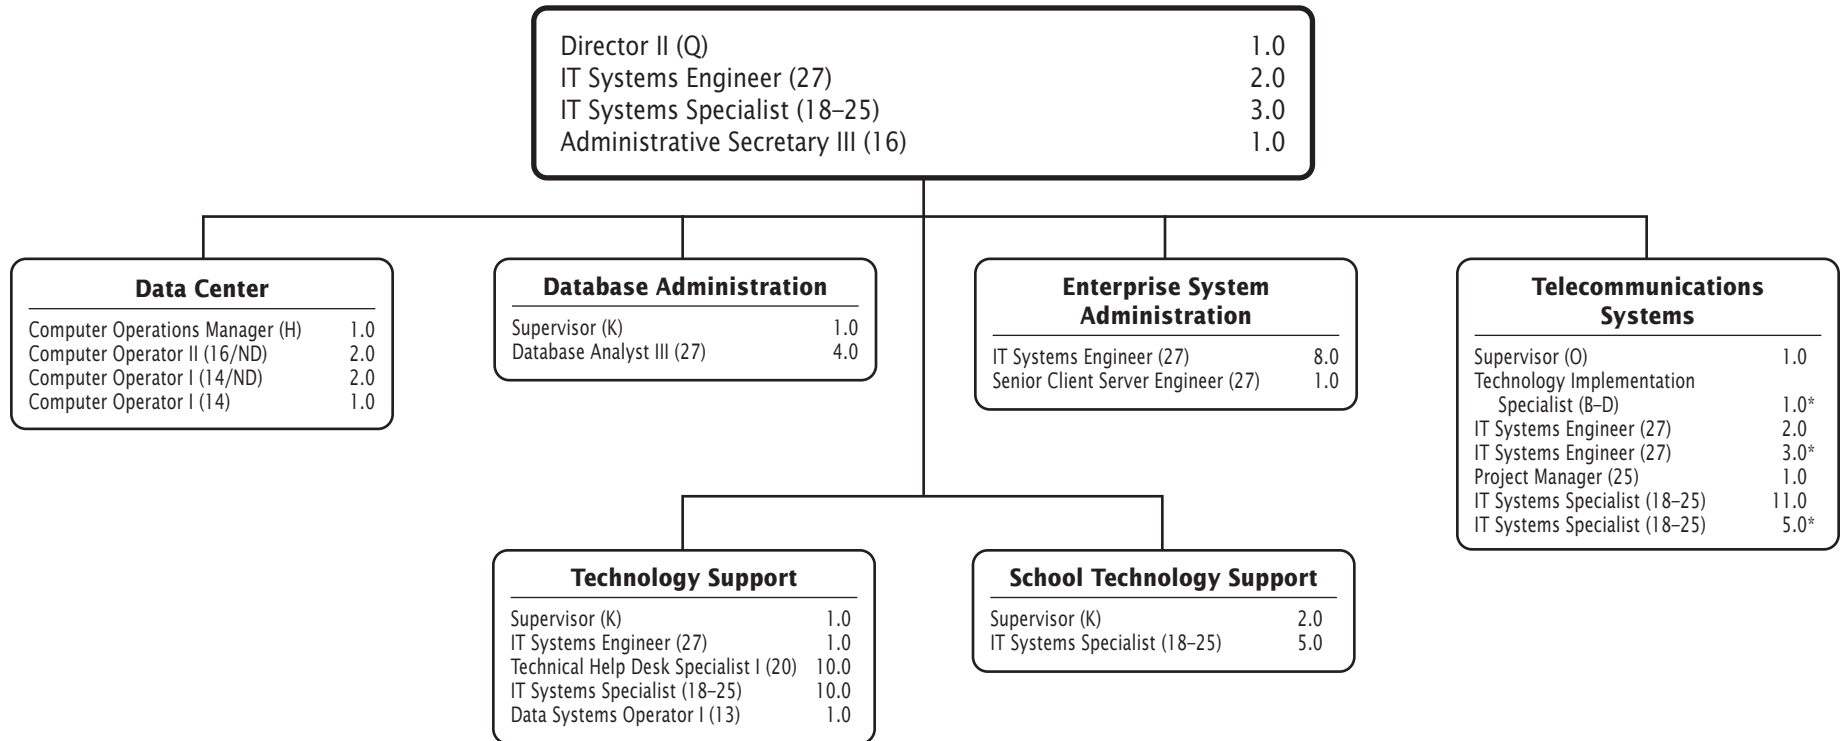 Director II (Q) 1.0
IT Systems Engineer (27) 2.0
IT Systems Specialist (18–25) 3.0
Administrative Secretary III (16) 1.0
Data Center
Computer Operations Manager (H) 1.0
Computer Operator II (16/ND) 2.0
Computer Operator I (14/ND) 2.0
Computer Operator I (14) 1.0
Database Administration
Supervisor (K) 1.0
Database Analyst III (27) 4.0
Enterprise System
Administration
IT Systems Engineer (27) 8.0
Senior Client Server Engineer (27) 1.0
Telecommunications
Systems
Supervisor (O) 1.0
Technology Implementation
Specialist (B–D) 1.0*
IT Systems Engineer (27) 2.0
IT Systems Engineer (27) 3.0*
Project Manager (25) 1.0
IT Systems Specialist (18–25) 11.0
IT Systems Specialist (18–25) 5.0*
Technology Support
Supervisor (K) 1.0
IT Systems Engineer (27) 1.0
Technical Help Desk Specialist I (20) 10.0
IT Systems Specialist (18–25) 10.0
Data Systems Operator I (13) 1.0
School Technology Support
Supervisor (K) 2.0
IT Systems Specialist (18–25) 5.0